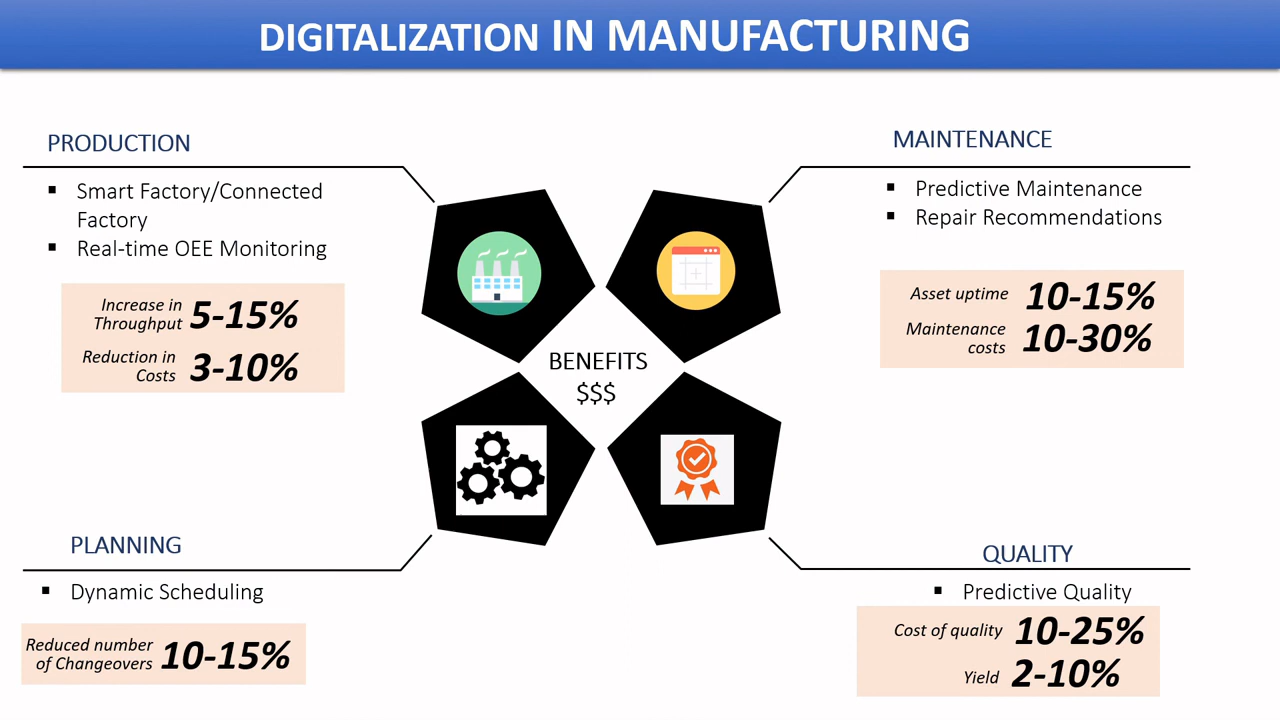 DIGITALIZATION IN MANUFACTURING
PRODUCTION
▪ Smart Factory/Connected
Factory
▪ Real-time OEE Monitoring
Increase in
Throughput 5-15%
Reduction in
Costs 3-10%
MAINTENANCE
▪ Predictive Maintenance
▪ Repair Recommendations
Asset uptime 10-15%
Maintenance
costs 10-30%
BENEFITS
$$$
PLANNING
▪ Dynamic Scheduling
Reduced number
of Changeovers 10-15%
QUALITY
▪ Predictive Quality
Cost of quality 10-25%
Yield 2-10%